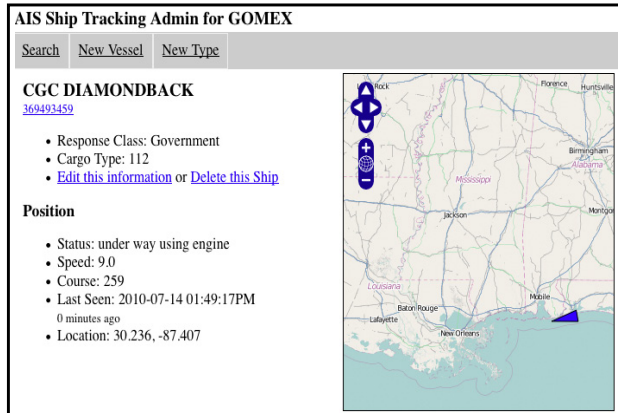 AIS Ship Tracking Admin for GOMEX
Search New Vessel New Type
CGC DIAMONDBACK
369493459
Response Class: Government
Cargo Type: 112
Edit this information or Delete this Ship
Position
Status: under way using engine
Speed: 9.0
Course: 259
Last Seen: 2010-07-14 01:49:17PM
0 minutes ago
Location: 30.236, -87.407
Rock
Florence
Huntsville
Birmingham
Alabama
Mississippi
Jackson
Montgor
Louisiana
Mobile
Baton Rouge
Lafayette
New Orleans